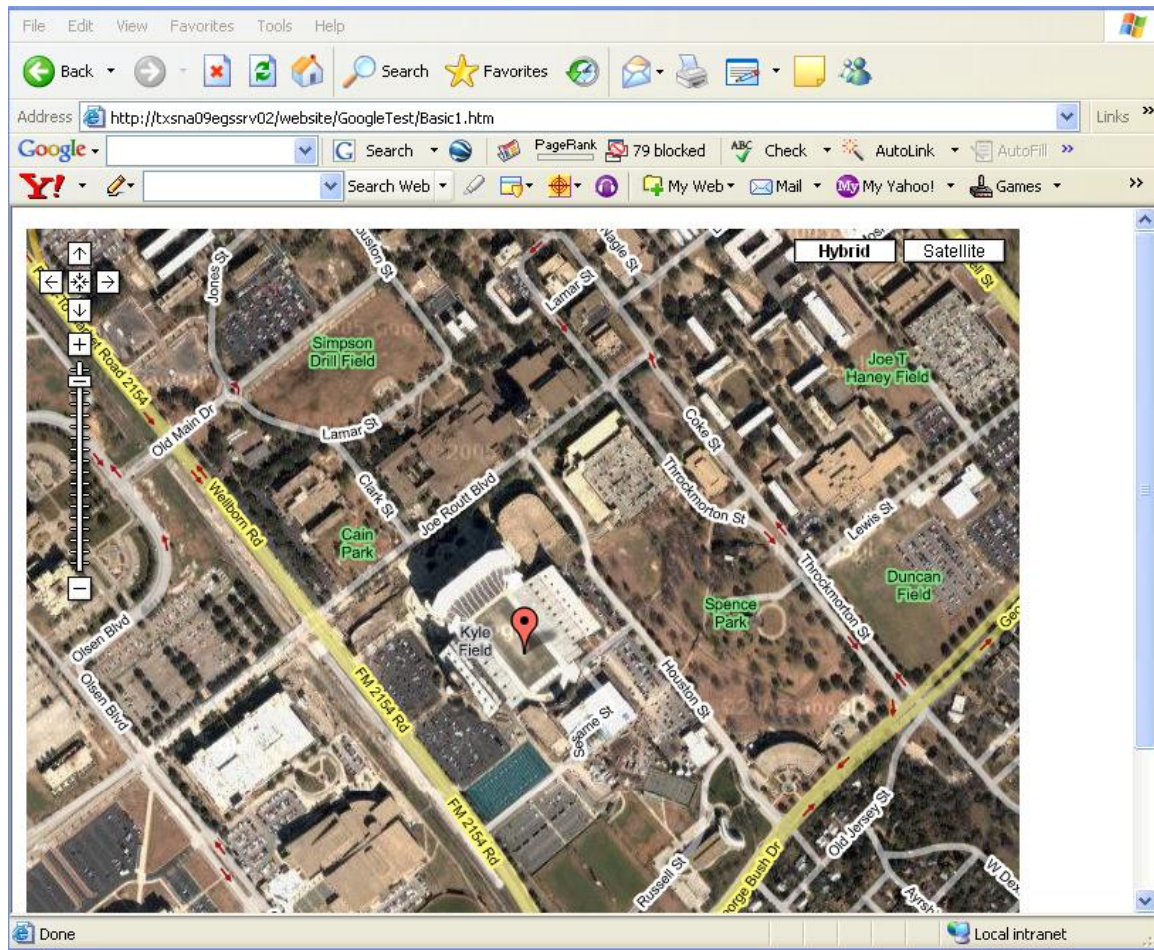 File Edit View Favorites Tools Help
Back Search Favorites
Address http://txsna09egssrv02/website/GoogleTest/Basic1.htm Links »
Google Search PageRank 79 blocked ABC Check AutoLink AutoFill »
Y! Search Web My Web Mail My My Yahoo! Games »
Hybrid Satellite
Jones St
Houston St
Nagle St
Lamar St
Simpson
Drill Field
Joe T
Haney Field
Road 2154
Old Main Dr
Lamar St
Coke St
Clark St
Joe Routt Blvd
Throckmorton St
Wellborn Rd
Cain
Park
Lewis St
Throckmorton St
Duncan
Field
Spence
Park
Kyle
Field
Olsen Blvd
Olsen Blvd
FM 2154 Rd
Houston St
Sesame St
FM 2154 Rd
Old Jersey St
Russell St
George Bush Dr
W Dex
Ayrsh
Done Local intranet